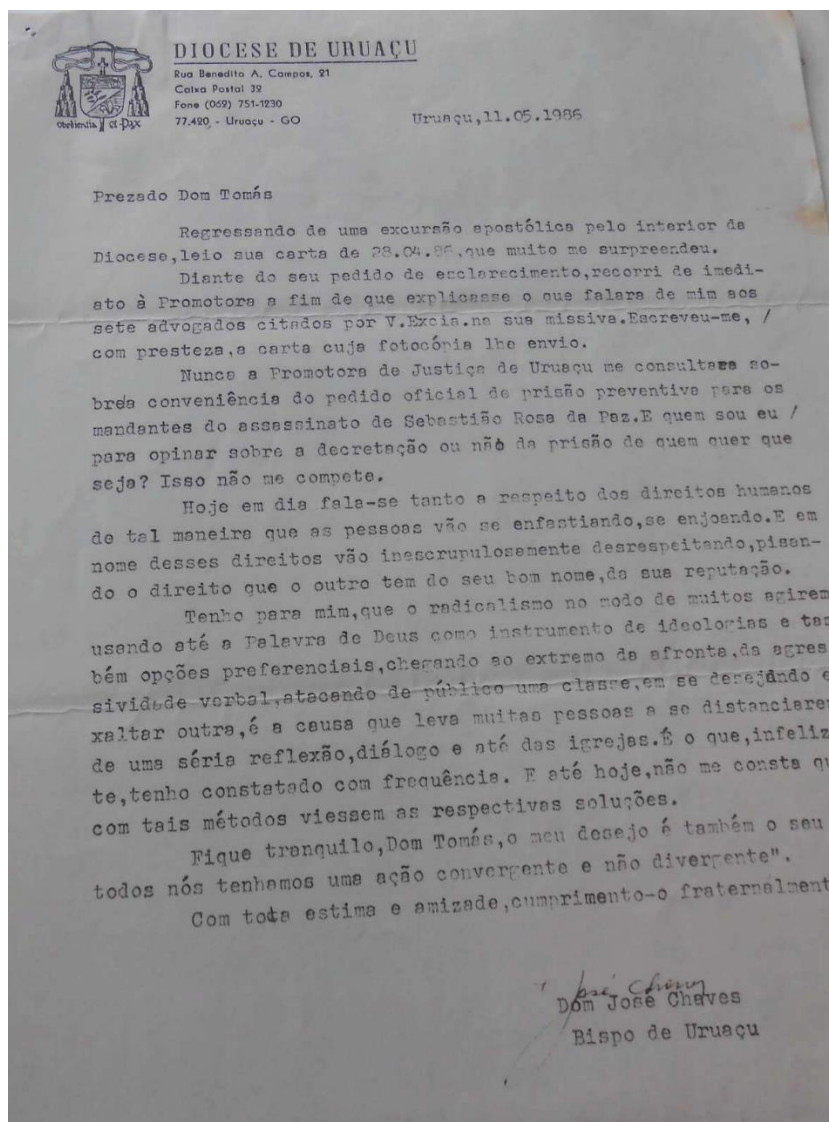 DIOCESE DE URUAÇU
Rua Benedito A. Campos, 21
Caixa Postal 32
Fone (062) 751-1230
77.420 - Uruaçu - GO
obedientia et Pax
Uruaçu,11.05.1986
Prezado Dom Tomás
Regressando de uma excursão apostólica pelo interior da
Diocese,leio sua carta de 28.04.86,que muito me surpreendeu.
Diante do seu pedido de esclarecimento,recorri de imedi-
ato à Promotora a fim de que explicasse o que falara de mim aos
sete advogados citados por V.Excia.na sua missiva.Escreveu-me, /
com presteza,a carta cuja fotocópia lhe envio.
Nunca a Promotora de Justiça de Uruaçu me consultara so-
bre a conveniência do pedido oficial de prisão preventiva para os
mandantes do assassinato de Sebastião Rosa da Paz.E quem sou eu /
para opinar sobre a decretação ou não da prisão de quem quer que
seja? Isso não me compete.
Hoje em dia fala-se tanto a respeito dos direitos humanos
de tal maneira que as pessoas vão se enfastiando,se enjoando.E em
nome desses direitos vão inescrupulosamente desrespeitando,pisan-
do o direito que o outro tem do seu bom nome,da sua reputação.
Tenho para mim,que o radicalismo no modo de muitos agirem
usando até a Palavra de Deus como instrumento de ideologias e tam
bém opções preferenciais,chegando ao extremo da afronta,da agres
sividade verbal,atacando de público uma classe,em se desejando e
xaltar outra,é a causa que leva muitas pessoas a se distanciarem
de uma séria reflexão,diálogo e até das igrejas.É o que,infeliz
te,tenho constatado com frequência. E até hoje,não me consta qu
com tais métodos viessem as respectivas soluções.
Fique tranquilo,Dom Tomás,o meu desejo é também o seu
todos nós tenhamos uma ação convergente e não divergente".
Com toda estima e amizade,cumprimento-o fraternalment
José Chaves
Dom José Chaves
Bispo de Uruaçu